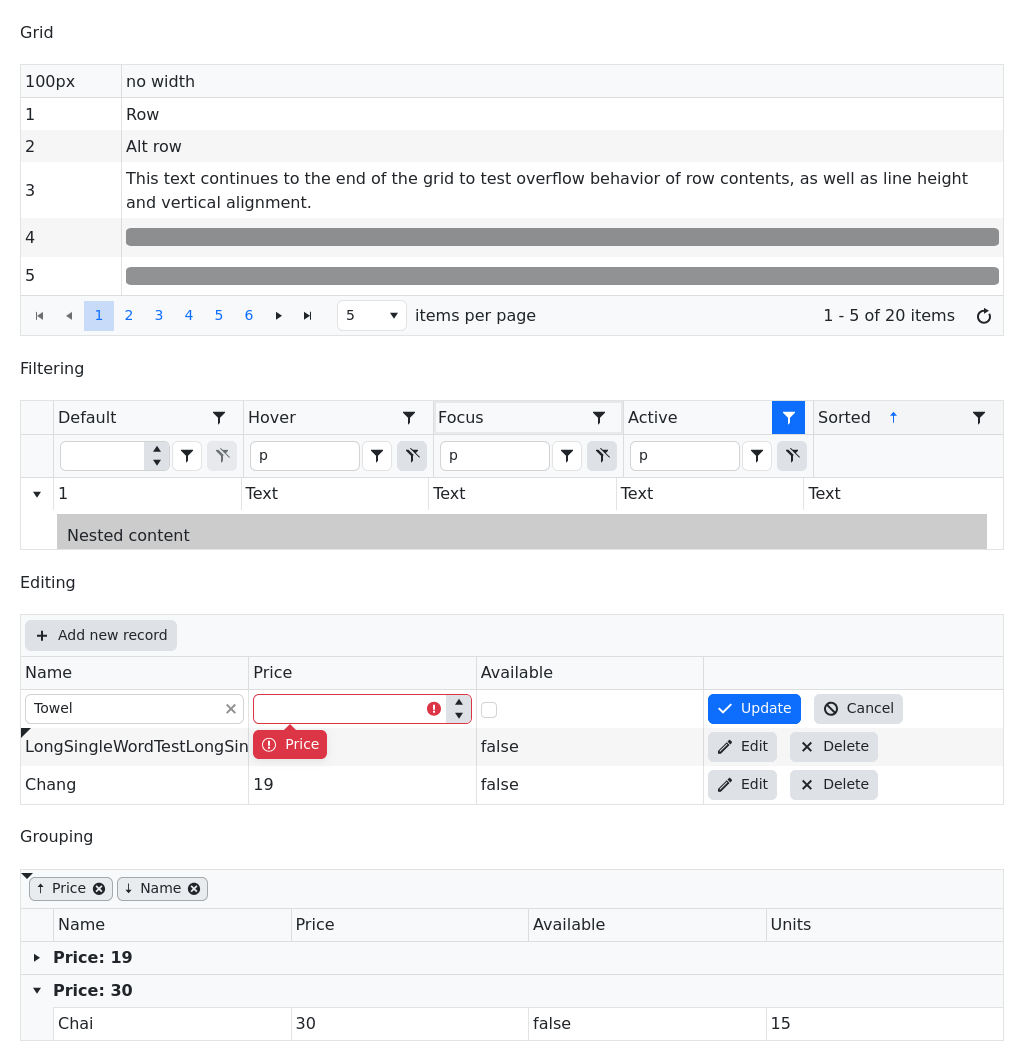 Grid
100px no width
1 Row
2 Alt row
3 This text continues to the end of the grid to test overflow behavior of row contents, as well as line height
and vertical alignment.
4
5
1 2 3 4 5 6 5 items per page 1 - 5 of 20 items
Filtering
Default Hover Focus Active Sorted
p p p
1 Text Text Text Text
Nested content
Editing
Add new record
Name Price Available
Towel Update Cancel
Price
LongSingleWordTestLongSin false Edit Delete
Chang 19 false Edit Delete
Grouping
Price Name
Name Price Available Units
Price: 19
Price: 30
Chai 30 false 15